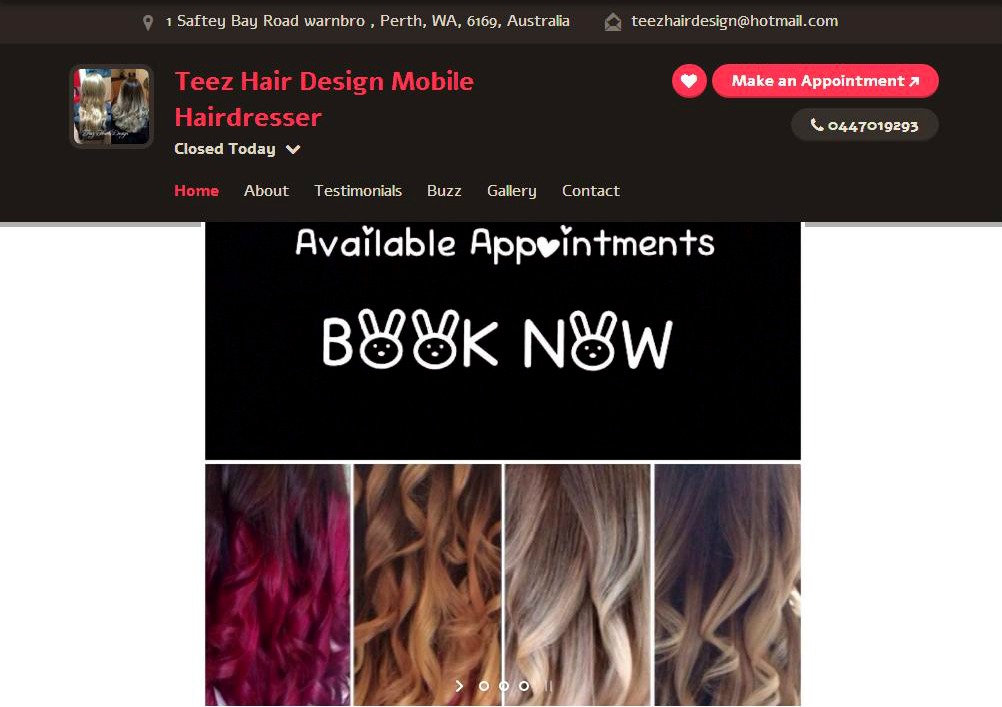 1 Saftey Bay Road warnbro , Perth, WA, 6169, Australia
teezhairdesign@hotmail.com
Teez Hair Design Mobile
Hairdresser
Make an Appointment
0447019293
Closed Today
Home About Testimonials Buzz Gallery Contact
Available Appointments
BOOK NOW